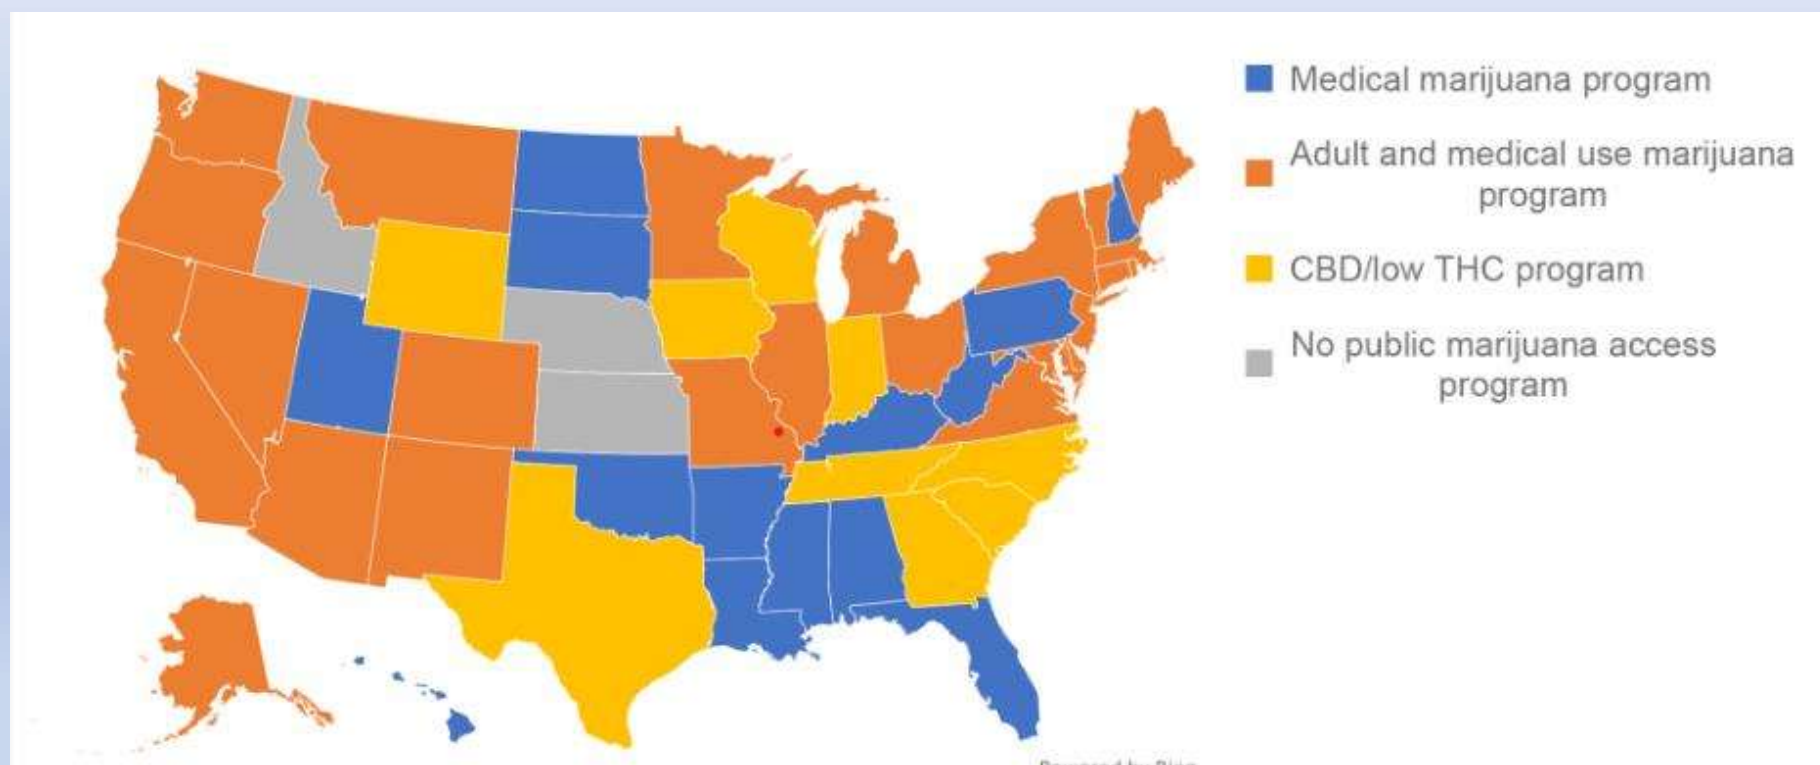 Medical marijuana program
Adult and medical use marijuana
program
CBD/low THC program
No public marijuana access
program